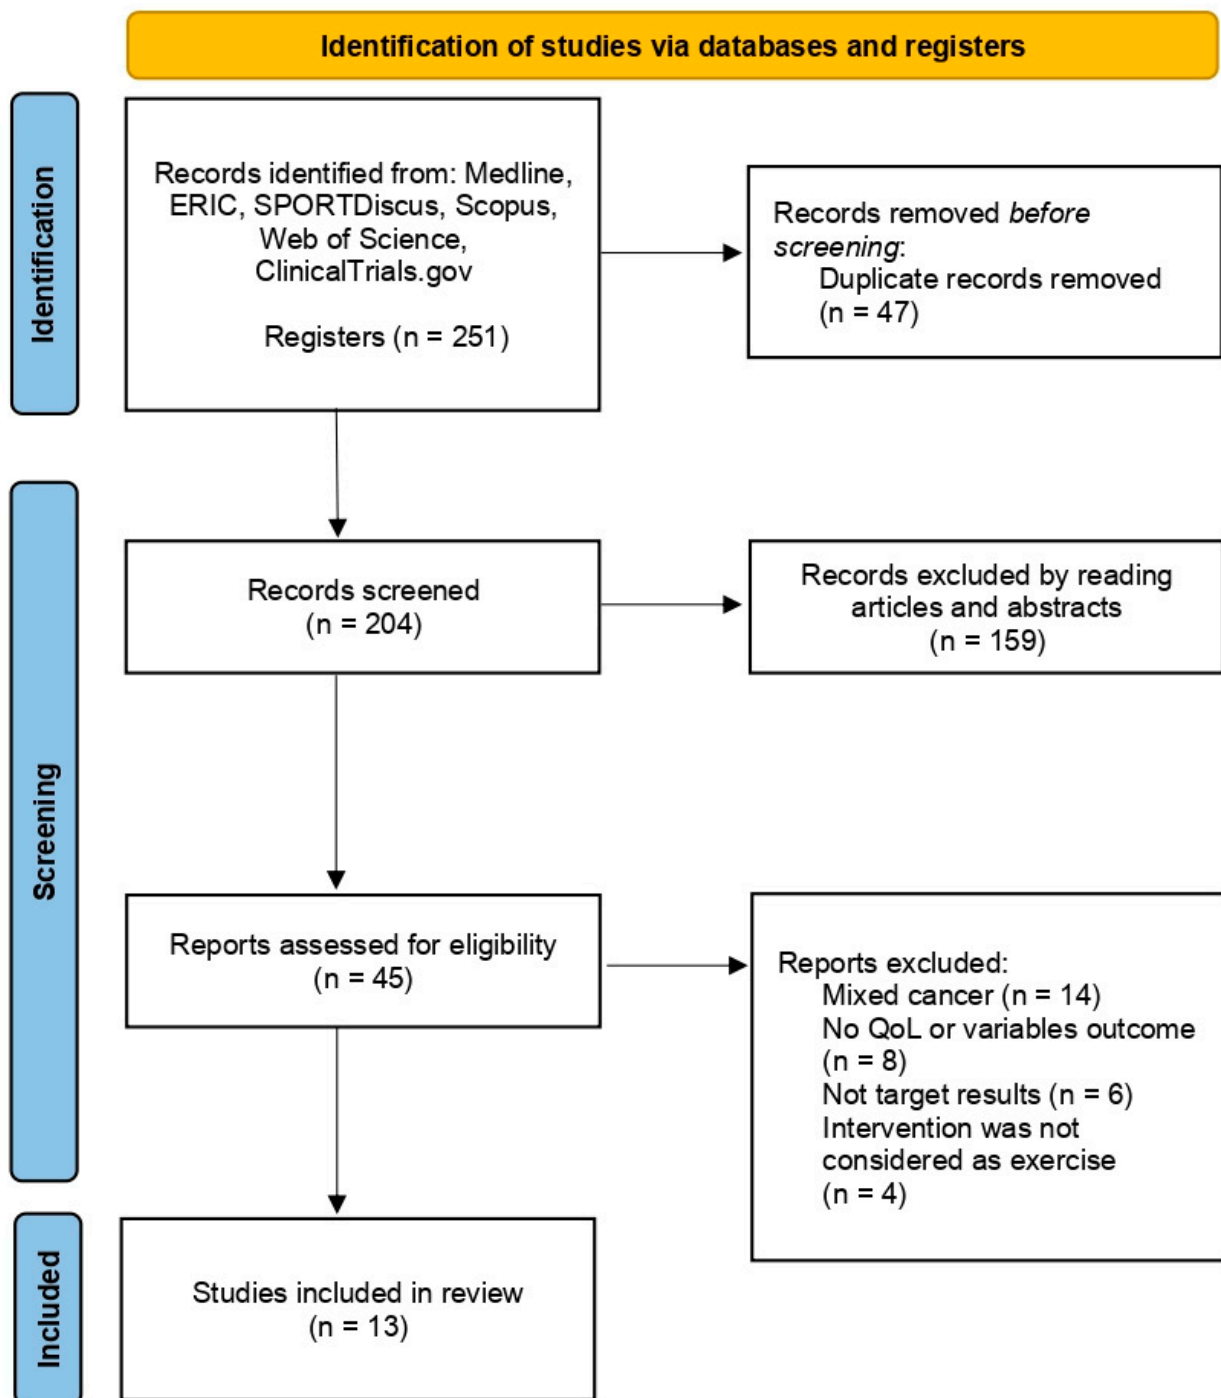 Identification of studies via databases and registers
Identification
Records identified from: Medline,
ERIC, SPORTDiscus, Scopus,
Web of Science,
ClinicalTrials.gov
Registers (n = 251)
Records removed before
screening:
Duplicate records removed
(n = 47)
Screening
Records screened
(n = 204)
Records excluded by reading
articles and abstracts
(n = 159)
Reports assessed for eligibility
(n = 45)
Reports excluded:
Mixed cancer (n = 14)
No QoL or variables outcome
(n = 8)
Not target results (n = 6)
Intervention was not
considered as exercise
(n = 4)
Included
Studies included in review
(n = 13)